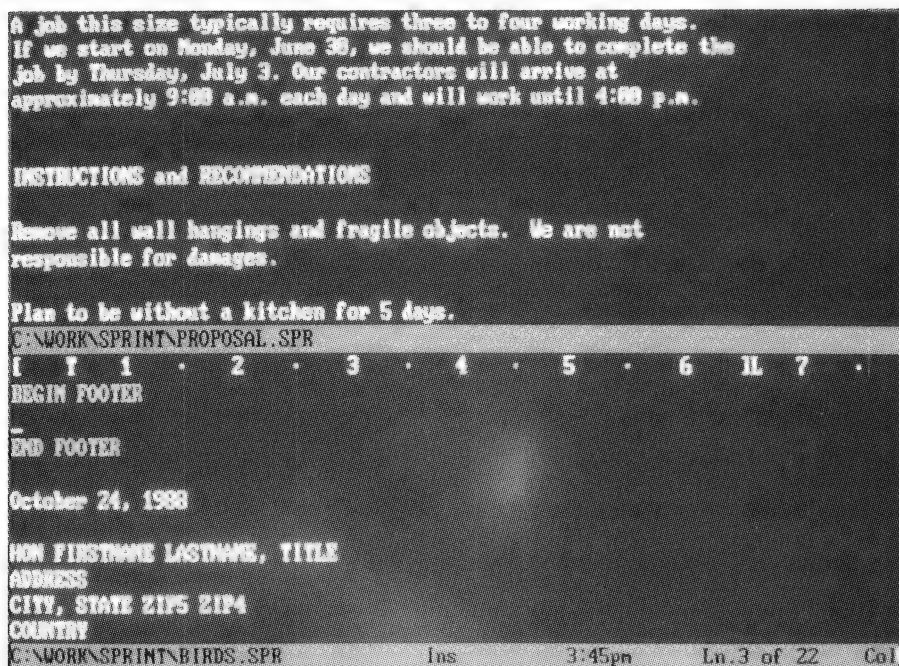 A job this size typically requires three to four working days.
If we start on Monday, June 30, we should be able to complete the
job by Thursday, July 3. Our contractors will arrive at
approximately 9:00 a.m. each day and will work until 4:00 p.m.
INSTRUCTIONS and RECOMMENDATIONS
Remove all wall hangings and fragile objects.  We are not
responsible for damages.
Plan to be without a kitchen for 5 days.
C:\WORK\SPRINT\PROPOSAL.SPR
[ T 1 · 2 · 3 · 4 · 5 · 6 1L 7 ·
BEGIN FOOTER
_
END FOOTER
October 24, 1988
HON FIRSTNAME LASTNAME, TITLE
ADDRESS
CITY, STATE ZIP5 ZIP4
COUNTRY
C:\WORK\SPRINT\BIRDS.SPR Ins 3:45pm Ln 3 of 22 Col